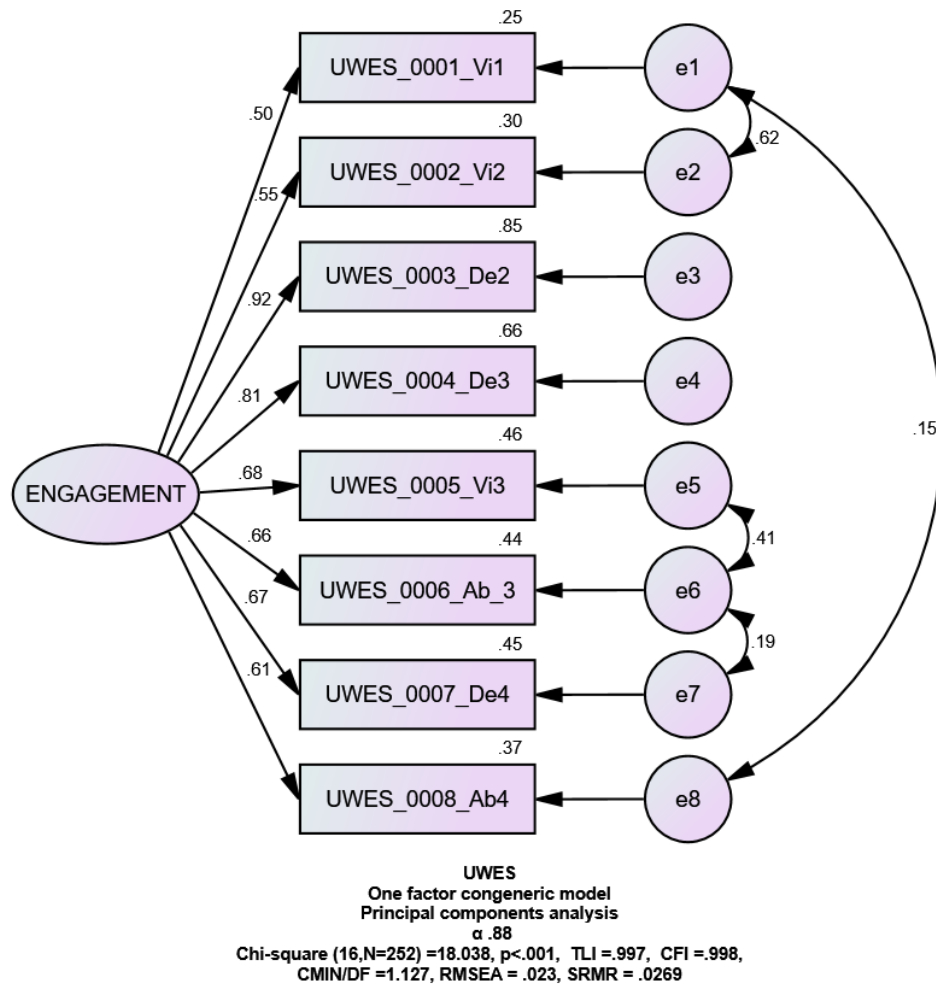 .25
UWES_0001_Vi1
e1
.50
.62
.30
UWES_0002_Vi2
e2
.55
.85
UWES_0003_De2
e3
.92
.66
UWES_0004_De3
e4
.81
.15
.46
UWES_0005_Vi3
e5
ENGAGEMENT
.68
.41
.44
UWES_0006_Ab_3
e6
.66
.19
.45
UWES_0007_De4
e7
.67
.37
UWES_0008_Ab4
e8
.61
UWES
One factor congeneric model
Principal components analysis
α .88
Chi-square (16,N=252) =18.038, p<.001, TLI =.997, CFI =.998,
CMIN/DF =1.127, RMSEA = .023, SRMR = .0269